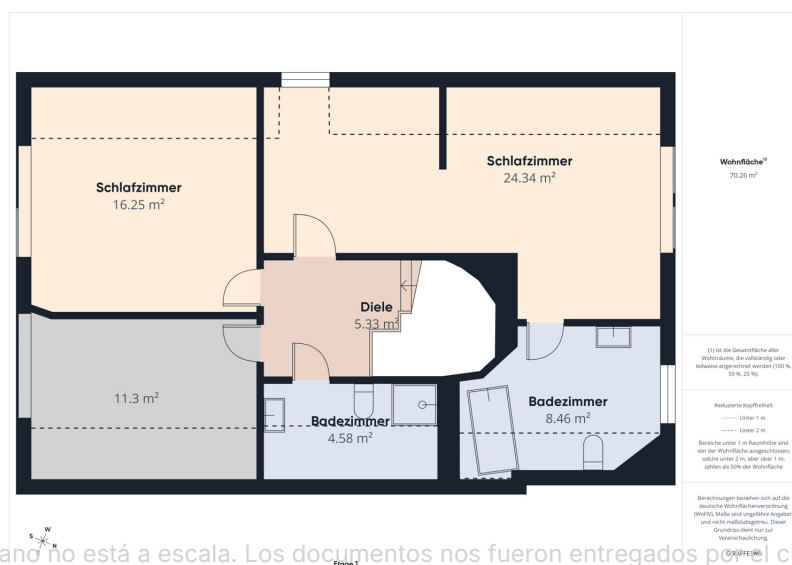 Schlafzimmer
16.25 m²
Schlafzimmer
24.34 m²
Diele
5.33 m²
11.3 m²
Badezimmer
4.58 m²
Badezimmer
8.46 m²
Wohnfläche⁽¹⁾
70.26 m²
(1) Ist die Gesamtfläche aller
Wohnräume, die vollständig oder
teilweise angerechnet werden (100 %,
50 %, 25 %).
Reduzierte Kopffreiheit
Unter 1 m
Unter 2 m
Bereiche unter 1 m Raumhöhe sind
von der Wohnfläche ausgeschlossen;
solche unter 2 m, aber über 1 m,
zählen als 50% der Wohnfläche
Berechnungen beziehen sich auf die
deutsche Wohnflächenverordnung
(WoFlV). Maße sind ungefähre Angaben
und nicht maßstabsgetreu. Dieser
Grundriss dient nur zur
Veranschaulichung.
GIRAFFE360
W
S
N
ano no está a escala. Los documentos nos fueron entregados por el cl
Etage 1